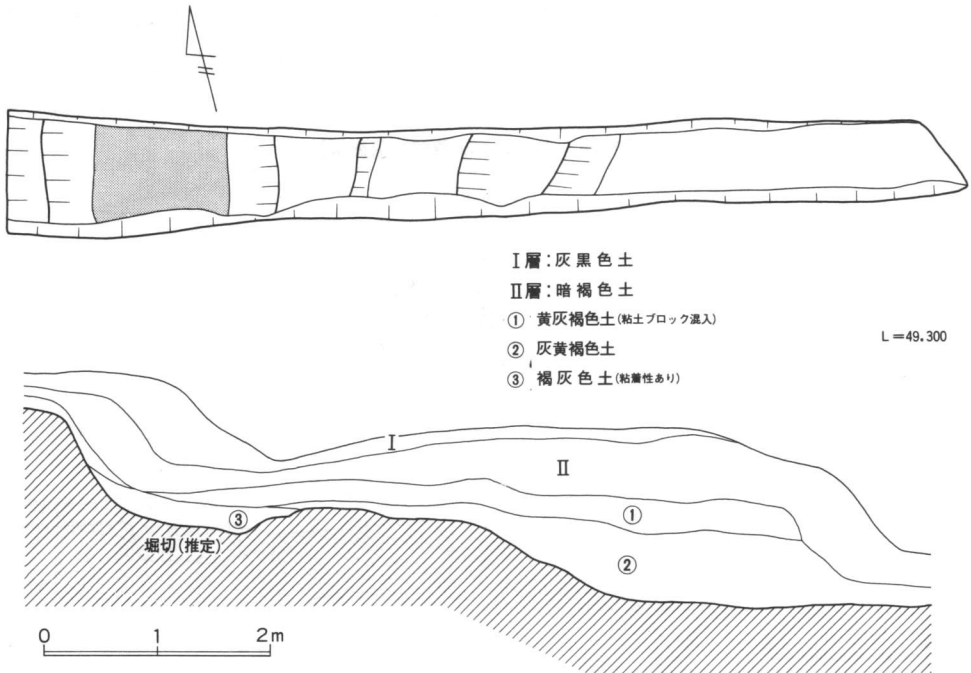 Ⅰ層：灰黒色土
Ⅱ層：暗褐色土
① 黄灰褐色土(粘土ブロック混入)
② 灰黄褐色土
③ 褐灰色土(粘着性あり)
L=49.300
Ⅰ
Ⅱ
①
③
堀切(推定)
②
0 1 2m